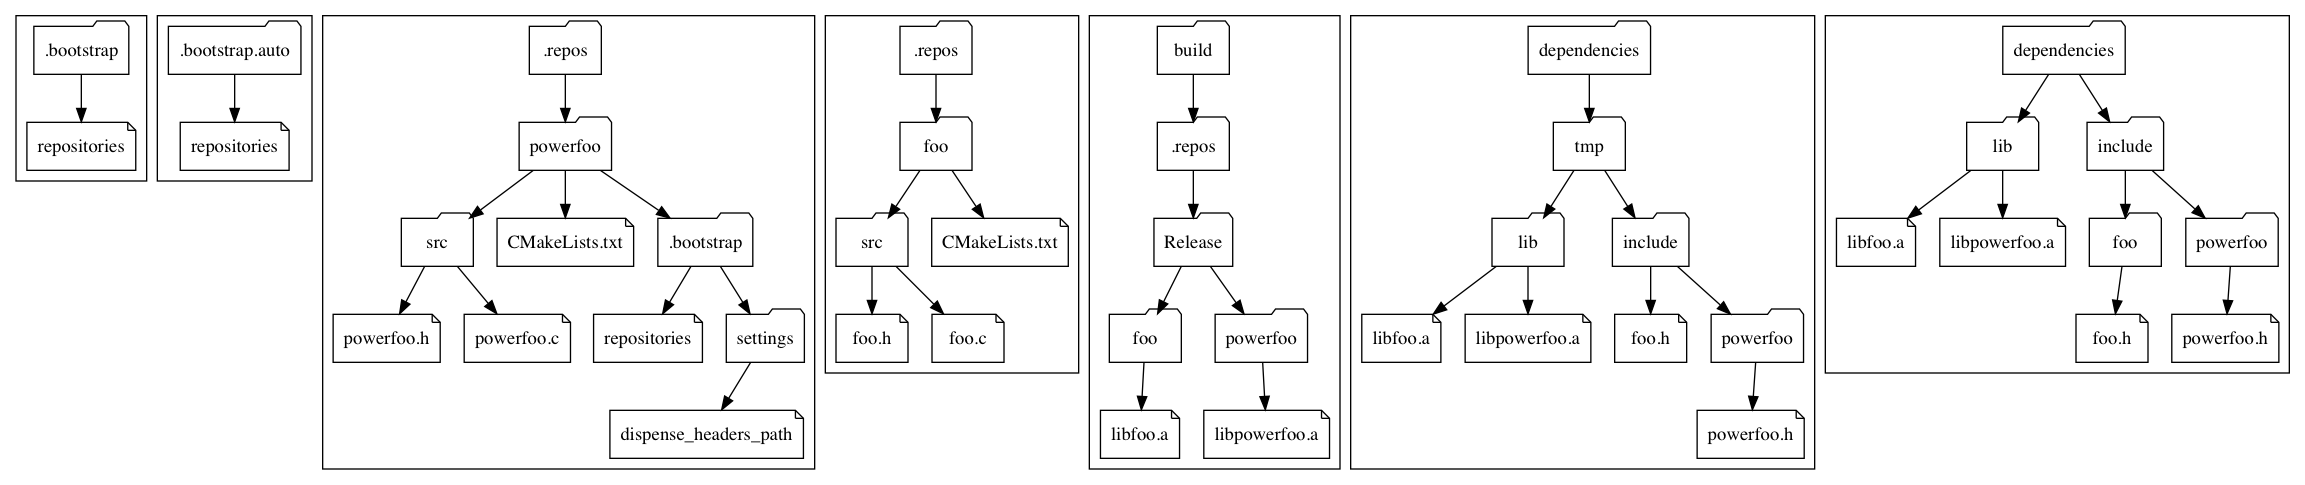 .bootstrap
repositories
.bootstrap.auto
repositories
.repos
powerfoo
src
CMakeLists.txt
.bootstrap
powerfoo.h
powerfoo.c
repositories
settings
dispense_headers_path
.repos
foo
src
CMakeLists.txt
foo.h
foo.c
build
.repos
Release
foo
powerfoo
libfoo.a
libpowerfoo.a
dependencies
tmp
lib
include
libfoo.a
libpowerfoo.a
foo.h
powerfoo
powerfoo.h
dependencies
lib
include
libfoo.a
libpowerfoo.a
foo
powerfoo
foo.h
powerfoo.h